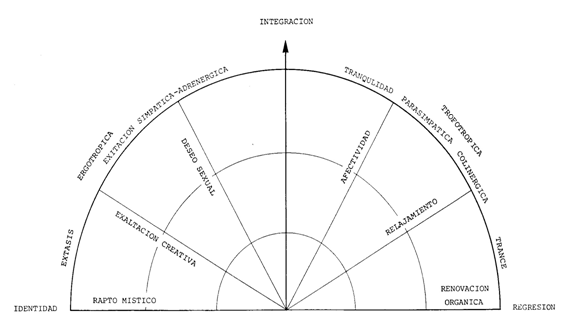 INTEGRACION
TRANQULIDAD
PARASIMPATICA
COLINERGICA
TROFOTROPICA
EXITACION SIMPATICA-ADRENERGICA
ERGOTROPICA
DESEO SEXUAL
AFECTIVIDAD
EXALTACION CREATIVA
RELAJAMIENTO
EXTASIS
TRANCE
RAPTO MISTICO
RENOVACION
ORGANICA
IDENTIDAD
REGRESION